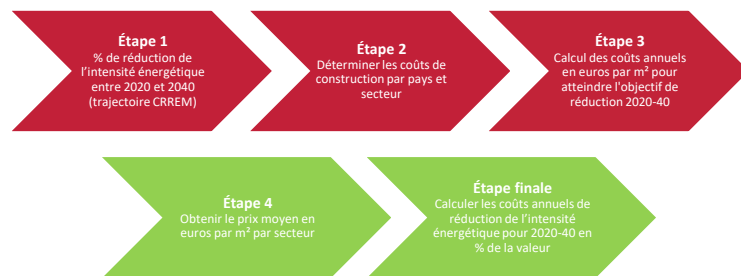 Étape 1
% de réduction de
l'intensité énergétique
entre 2020 et 2040
(trajectoire CRREM)
Étape 2
Déterminer les coûts de
construction par pays et
secteur
Étape 3
Calcul des coûts annuels
en euros par m² pour
atteindre l'objectif de
réduction 2020-40
Étape 4
Obtenir le prix moyen en
euros par m² par secteur
Étape finale
Calculer les coûts annuels de
réduction de l'intensité
énergétique pour 2020-40 en
% de la valeur